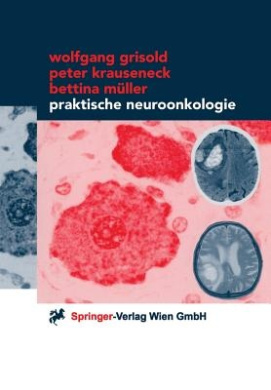 wolfgang grisold
peter krauseneck
bettina müller
praktische neuroonkologie
Springer-Verlag Wien GmbH